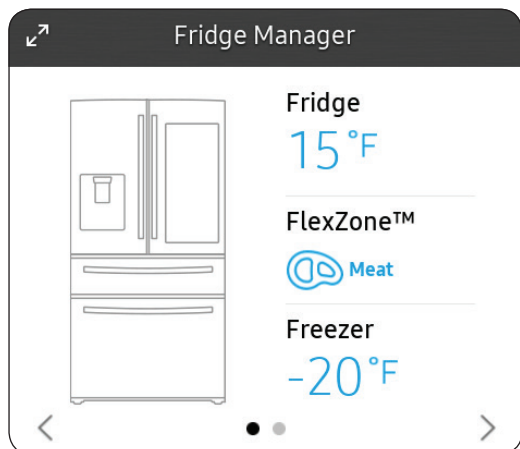 Fridge Manager
Fridge
15°F
FlexZone™
Meat
Freezer
-20°F